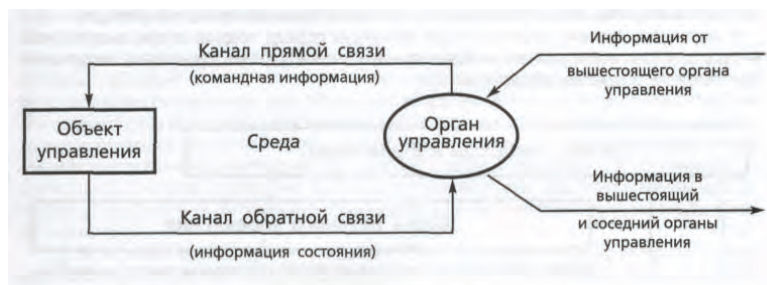 Канал прямой связи
(командная информация)
Информация от
вышестоящего органа
управления
Объект
управления
Среда
Орган
управления
Канал обратной связи
(информация состояния)
Информация в
вышестоящий
и соседний органы
управления